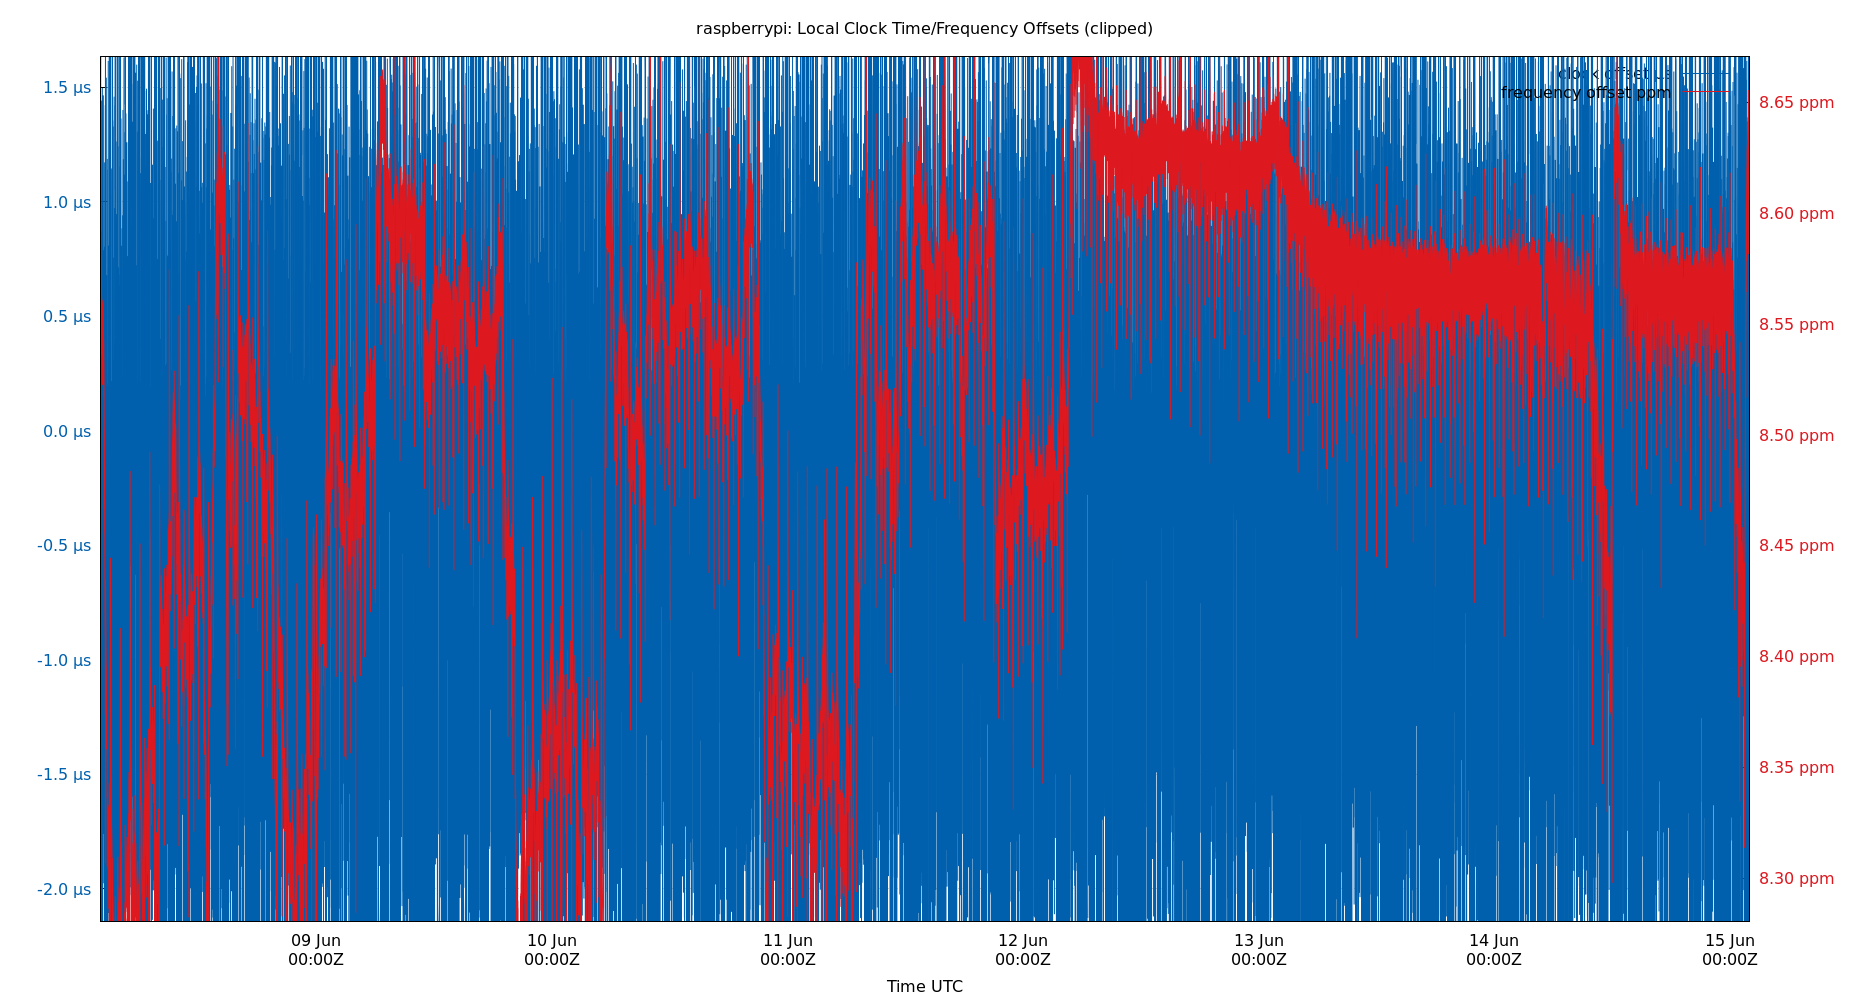 raspberrypi: Local Clock Time/Frequency Offsets (clipped)
clock offset µs
frequency offset ppm
1.5 µs
1.0 µs
0.5 µs
0.0 µs
-0.5 µs
-1.0 µs
-1.5 µs
-2.0 µs
8.65 ppm
8.60 ppm
8.55 ppm
8.50 ppm
8.45 ppm
8.40 ppm
8.35 ppm
8.30 ppm
09 Jun 10 Jun 11 Jun 12 Jun 13 Jun 14 Jun 15 Jun
00:00Z 00:00Z 00:00Z 00:00Z 00:00Z 00:00Z 00:00Z
Time UTC